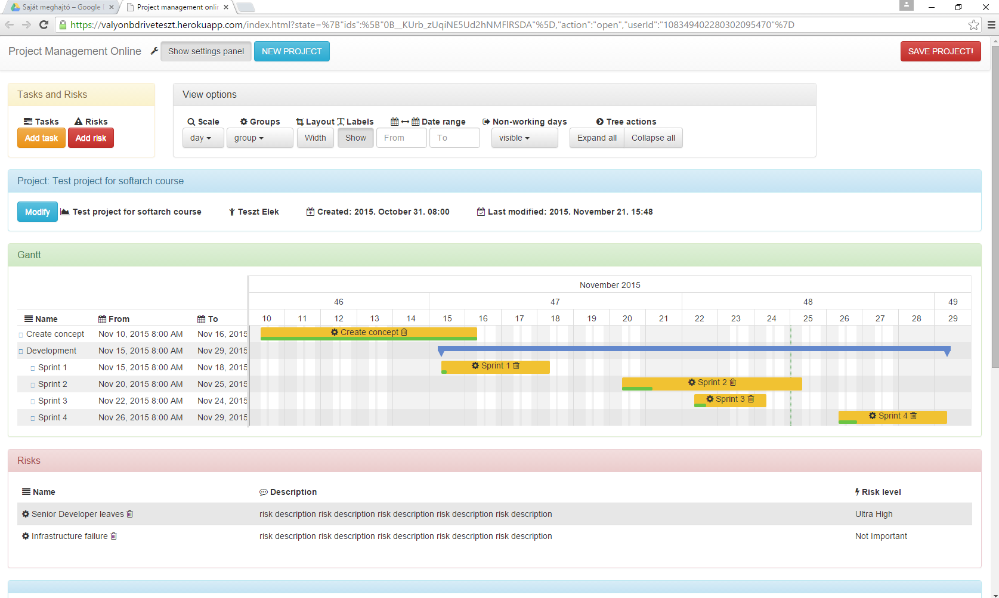 Saját meghajtó – Google
Project management onlin
https://valyonbdriveteszt.herokuapp.com/index.html?state=%7B"ids":%5B"0B__KUrb_zUqiNE5Ud2hNMFlRSDA"%5D,"action":"open","userId":"108349402280302095470"%7D
Project Management Online Show settings panel NEW PROJECT SAVE PROJECT!
Tasks and Risks
Tasks Risks
Add task Add risk
View options
Scale Groups Layout Labels Date range Non-working days Tree actions
day group Width Show From To visible Expand all Collapse all
Project: Test project for softarch course
Modify Test project for softarch course Teszt Elek Created: 2015. October 31. 08:00 Last modified: 2015. November 21. 15:48
Gantt
November 2015
46 47 48 49
Name From To 10 11 12 13 14 15 16 17 18 19 20 21 22 23 24 25 26 27 28 29
Create concept Nov 10, 2015 8:00 AM Nov 16, 2015 Create concept
Development Nov 15, 2015 8:00 AM Nov 29, 2015
Sprint 1 Nov 15, 2015 8:00 AM Nov 18, 2015 Sprint 1
Sprint 2 Nov 20, 2015 8:00 AM Nov 25, 2015 Sprint 2
Sprint 3 Nov 22, 2015 8:00 AM Nov 24, 2015 Sprint 3
Sprint 4 Nov 26, 2015 8:00 AM Nov 29, 2015 Sprint 4
Risks
Name Description Risk level
Senior Developer leaves risk description risk description risk description risk description risk description Ultra High
Infrastructure failure risk description risk description risk description risk description risk description Not Important